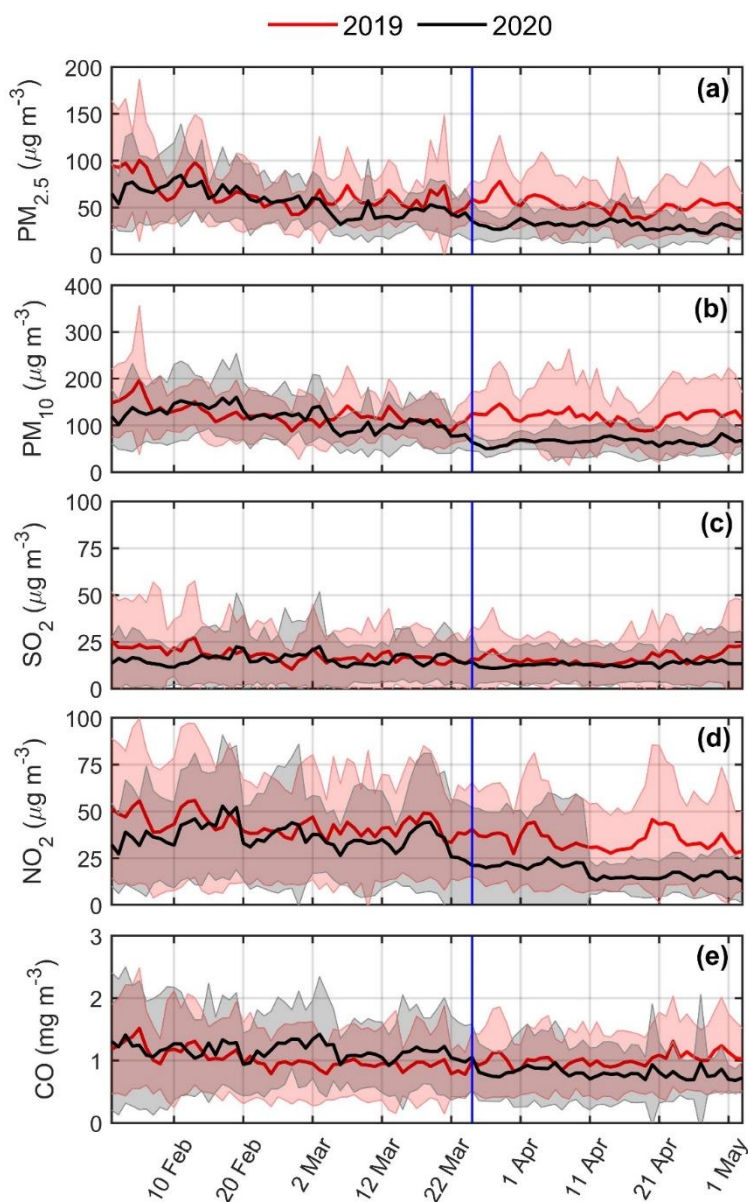 2019 2020
(a)
PM2.5 (μg m-3)
200
150
100
50
0
(b)
PM10 (μg m-3)
400
300
200
100
0
(c)
SO2 (μg m-3)
100
75
50
25
0
(d)
NO2 (μg m-3)
100
75
50
25
0
(e)
CO (mg m-3)
3
2
1
0
10 Feb 20 Feb 2 Mar 12 Mar 22 Mar 1 Apr 11 Apr 21 Apr 1 May